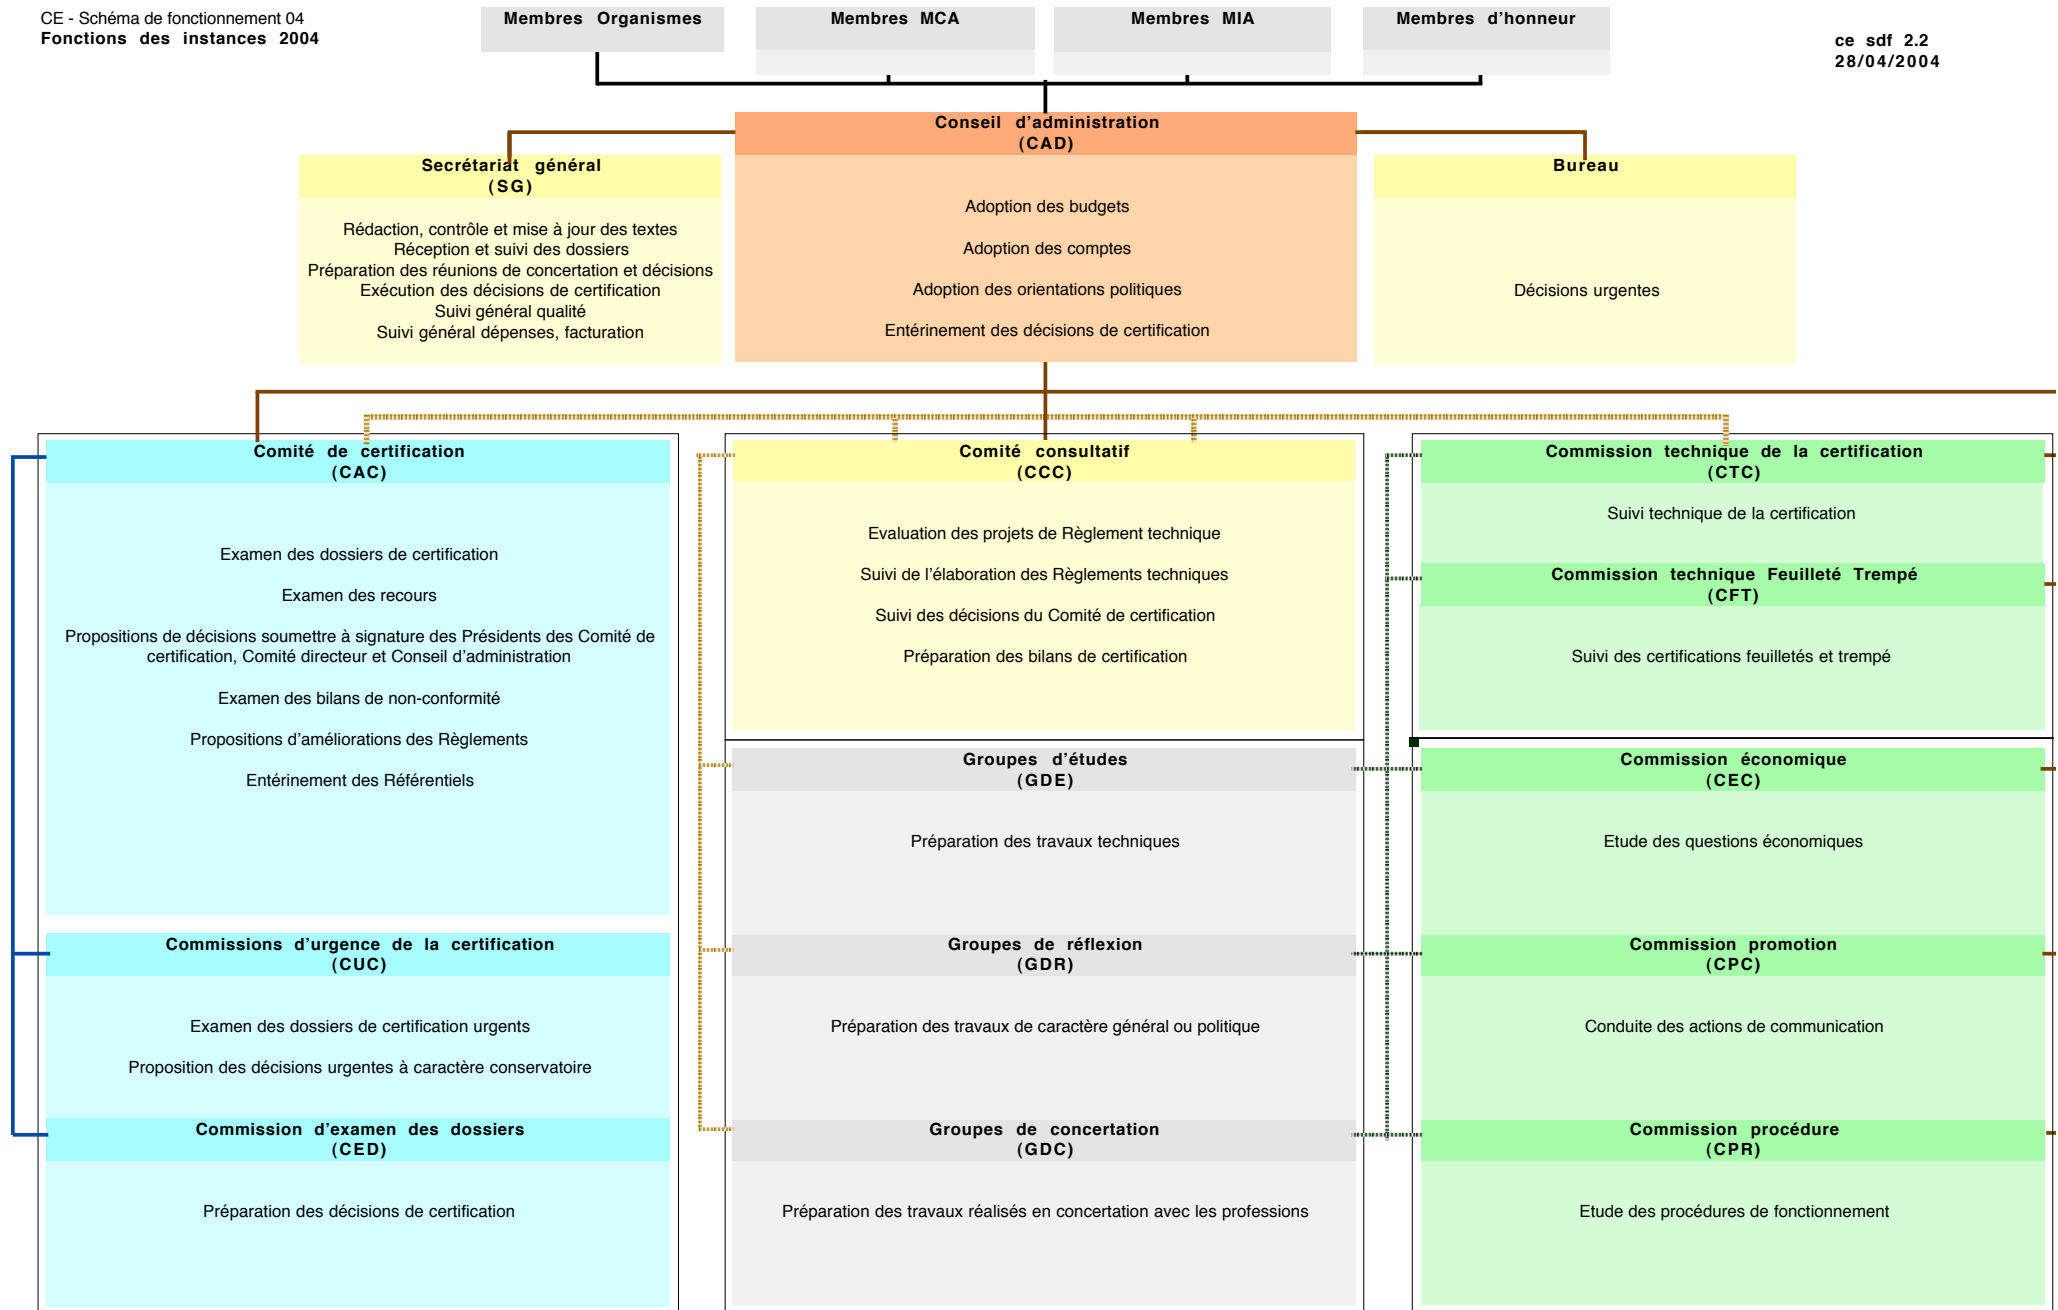 CE - Schéma de fonctionnement 04
Fonctions des instances 2004
Membres Organismes
Membres MCA
Membres MIA
Membres d'honneur
ce sdf 2.2
28/04/2004
Conseil d'administration
(CAD)
Adoption des budgets
Adoption des comptes
Adoption des orientations politiques
Entérinement des décisions de certification
Secrétariat général
(SG)
Rédaction, contrôle et mise à jour des textes
Réception et suivi des dossiers
Préparation des réunions de concertation et décisions
Exécution des décisions de certification
Suivi général qualité
Suivi général dépenses, facturation
Bureau
Décisions urgentes
Comité de certification
(CAC)
Examen des dossiers de certification
Examen des recours
Propositions de décisions soumettre à signature des Présidents des Comité de
certification, Comité directeur et Conseil d'administration
Examen des bilans de non-conformité
Propositions d'améliorations des Règlements
Entérinement des Référentiels
Commissions d'urgence de la certification
(CUC)
Examen des dossiers de certification urgents
Proposition des décisions urgentes à caractère conservatoire
Commission d'examen des dossiers
(CED)
Préparation des décisions de certification
Comité consultatif
(CCC)
Evaluation des projets de Règlement technique
Suivi de l'élaboration des Règlements techniques
Suivi des décisions du Comité de certification
Préparation des bilans de certification
Groupes d'études
(GDE)
Préparation des travaux techniques
Groupes de réflexion
(GDR)
Préparation des travaux de caractère général ou politique
Groupes de concertation
(GDC)
Préparation des travaux réalisés en concertation avec les professions
Commission technique de la certification
(CTC)
Suivi technique de la certification
Commission technique Feuilleté Trempé
(CFT)
Suivi des certifications feuilletés et trempé
Commission économique
(CEC)
Etude des questions économiques
Commission promotion
(CPC)
Conduite des actions de communication
Commission procédure
(CPR)
Etude des procédures de fonctionnement